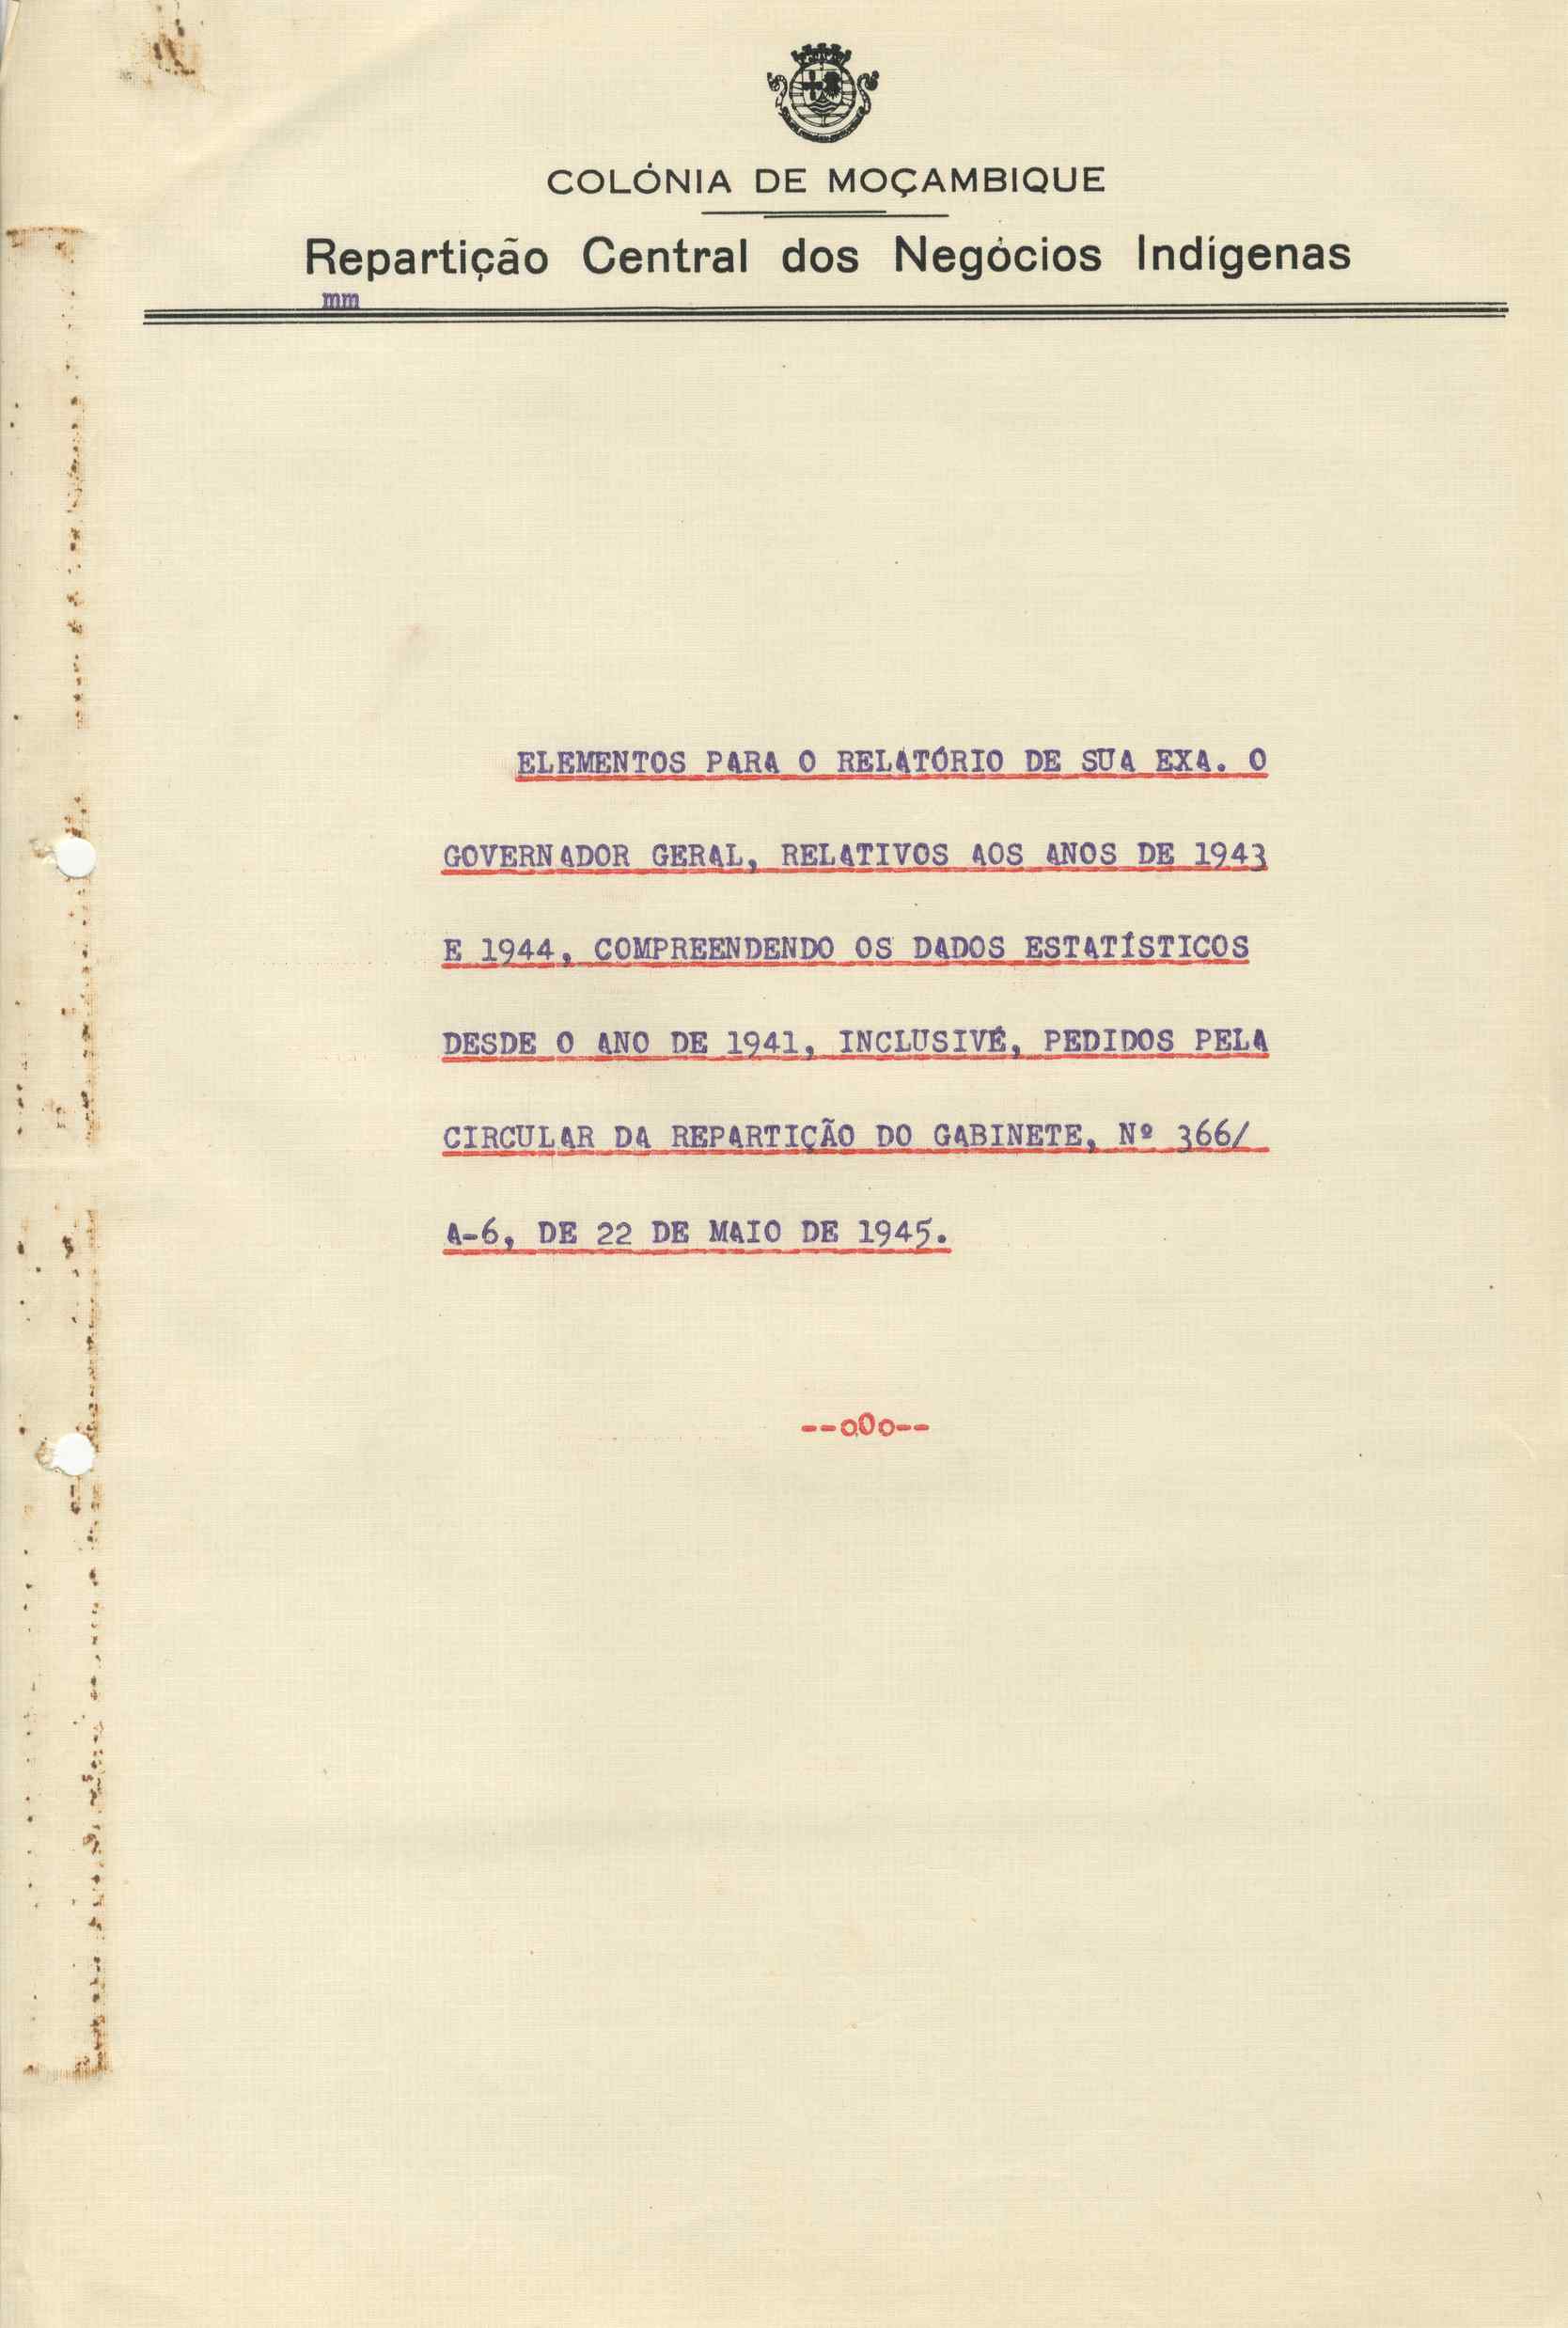 COLÓNIA DE MOÇAMBIQUE
Repartição Central dos Negócios Indígenas
mm
ELEMENTOS PARA O RELATÓRIO DE SUA EXA. O
GOVERNADOR GERAL, RELATIVOS AOS ANOS DE 1943
E 1944, COMPREENDENDO OS DADOS ESTATÍSTICOS
DESDE O ANO DE 1941, INCLUSIVÉ, PEDIDOS PELA
CIRCULAR DA REPARTIÇÃO DO GABINETE, Nº 366/
A-6, DE 22 DE MAIO DE 1945.
--oOo--